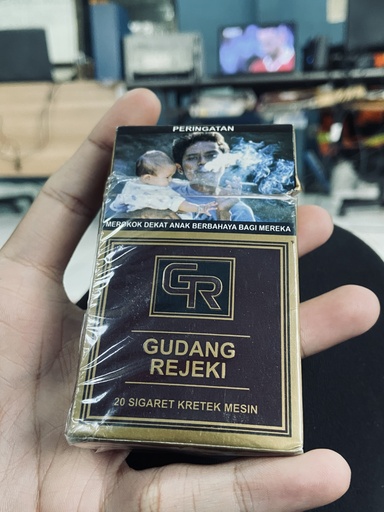 PERINGATAN
MEROKOK DEKAT ANAK BERBAHAYA BAGI MEREKA
GR
GUDANG
REJEKI
20 SIGARET KRETEK MESIN